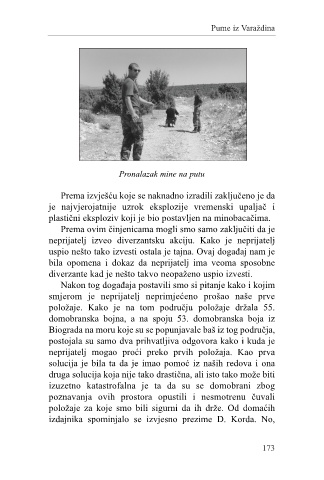 Pume iz Varaždina
Pronalazak mine na putu
Prema izvješću koje se naknadno izradili zaključeno je da
je najvjerojatnije uzrok eksplozije vremenski upaljač i
plastični eksploziv koji je bio postavljen na minobacačima.
Prema ovim činjenicama mogli smo samo zaključiti da je
neprijatelj izveo diverzantsku akciju. Kako je neprijatelj
uspio nešto tako izvesti ostala je tajna. Ovaj događaj nam je
bila opomena i dokaz da neprijatelj ima veoma sposobne
diverzante kad je nešto takvo neopaženo uspio izvesti.
Nakon tog događaja postavili smo si pitanje kako i kojim
smjerom je neprijatelj neprimjećeno prošao naše prve
položaje. Kako je na tom području položaje držala 55.
domobranska bojna, a na spoju 53. domobranska boja iz
Biograda na moru koje su se popunjavale baš iz tog područja,
postojala su samo dva prihvatljiva odgovora kako i kuda je
neprijatelj mogao proći preko prvih položaja. Kao prva
solucija je bila ta da je imao pomoć iz naših redova i ona
druga solucija koja nije tako drastična, ali isto tako može biti
izuzetno katastrofalna je ta da su se domobrani zbog
poznavanja ovih prostora opustili i nesmotrenu čuvali
položaje za koje smo bili sigurni da ih drže. Od domaćih
izdajnika spominjalo se izvjesno prezime D. Korda. No,
173